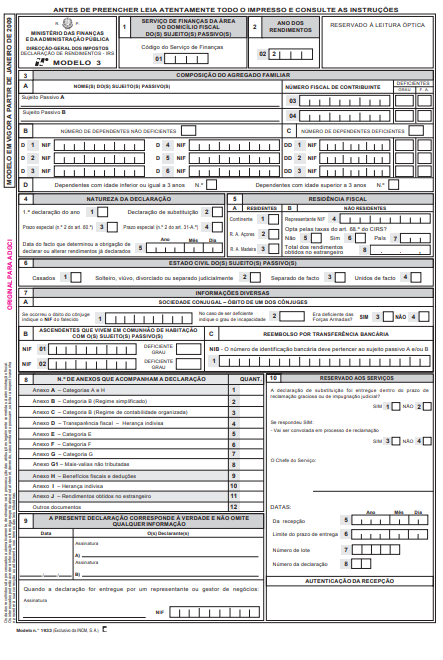 ANTES DE PREENCHER LEIA ATENTAMENTE TODO O IMPRESSO E CONSULTE AS INSTRUÇÕES
MODELO EM VIGOR A PARTIR DE JANEIRO DE 2009
ORIGINAL PARA A DGCI
MINISTÉRIO DAS FINANÇAS
E DA ADMINISTRAÇÃO PÚBLICA
DIRECÇÃO-GERAL DOS IMPOSTOS
DECLARAÇÃO DE RENDIMENTOS - IRS
MODELO 3
1 SERVIÇO DE FINANÇAS DA ÁREA
DO DOMICÍLIO FISCAL
DO(S) SUJEITO(S) PASSIVO(S)
Código do Serviço de Finanças
01
2 ANO DOS
RENDIMENTOS
02 2
RESERVADO À LEITURA ÓPTICA
3 COMPOSIÇÃO DO AGREGADO FAMILIAR
A NOME(S) DO(S) SUJEITO(S) PASSIVO(S)
NÚMERO FISCAL DE CONTRIBUINTE
DEFICIENTES
GRAU F. A.
Sujeito Passivo A
03
Sujeito Passivo B
04
B NÚMERO DE DEPENDENTES NÃO DEFICIENTES
C NÚMERO DE DEPENDENTES DEFICIENTES
D 1 NIF D 4 NIF DD 1 NIF
D 2 NIF D 5 NIF DD 2 NIF
D 3 NIF D 6 NIF DD 3 NIF
D Dependentes com idade inferior ou igual a 3 anos N.º Dependentes com idade superior a 3 anos N.º
4 NATUREZA DA DECLARAÇÃO
1.ª declaração do ano 1 Declaração de substituição 2
Prazo especial (n.º 2 do art. 60.º) 3 Prazo especial (n.º 2 do art. 31-A.º) 4
Ano Mês Dia
Data do facto que determinou a obrigação de
declarar ou alterar rendimentos já declarados 5
5 RESIDÊNCIA FISCAL
A RESIDENTES B NÃO RESIDENTES
Continente 1 Representante NIF 4
R. A. Açores 2
R. A. Madeira 3
Opta pelas taxas do art. 68.º do CIRS?
Não 5 Sim 6 País 7
Total dos rendimentos
obtidos no estrangeiro 8
6 ESTADO CIVIL DO(S) SUJEITO(S) PASSIVO(S)
Casados 1 Solteiro, viúvo, divorciado ou separado judicialmente 2 Separado de facto 3 Unidos de facto 4
7 INFORMAÇÕES DIVERSAS
A SOCIEDADE CONJUGAL – ÓBITO DE UM DOS CÔNJUGES
Se ocorreu o óbito do cônjuge
indique o NIF do falecido 1
No caso de ser deficiente
indique o grau de incapacidade 2
Era deficiente das
Forças Armadas? SIM 3 NÃO 4
B ASCENDENTES QUE VIVEM EM COMUNHÃO DE HABITAÇÃO
COM O(S) SUJEITO(S) PASSIVO(S)
NIF 01 DEFICIENTE
GRAU
NIF 02 DEFICIENTE
GRAU
C REEMBOLSO POR TRANSFERÊNCIA BANCÁRIA
NIB - O número de identificação bancária deve pertencer ao sujeito passivo A e/ou B
1
8 N.º DE ANEXOS QUE ACOMPANHAM A DECLARAÇÃO QUANT.
Anexo A – Categorias A e H 1
Anexo B – Categoria B (Regime simplificado) 2
Anexo C – Categoria B (Regime de contabilidade organizada) 3
Anexo D – Transparência fiscal – Herança indivisa 4
Anexo E – Categoria E 5
Anexo F – Categoria F 6
Anexo G – Categoria G 7
Anexo G1 – Mais-valias não tributadas 8
Anexo H – Benefícios fiscais e deduções 9
Anexo I – Herança indivisa 10
Anexo J – Rendimentos obtidos no estrangeiro 11
Outros documentos 12
9 A PRESENTE DECLARAÇÃO CORRESPONDE À VERDADE E NÃO OMITE
QUALQUER INFORMAÇÃO
Data O(s) Declarante(s)
Assinatura
A)
Assinatura
B)
Quando a declaração for entregue por um representante ou gestor de negócios:
Assinatura
NIF
10 RESERVADO AOS SERVIÇOS
A declaração de substituição foi entregue dentro do prazo de
reclamação graciosa ou de impugnação judicial?
SIM 1 NÃO 2
Se respondeu SIM:
- Vai ser convolada em processo de reclamação
SIM 3 NÃO 4
O Chefe do Serviço:
DATAS:
Ano Mês Dia
Da recepção 5
Limite do prazo de entrega 6
Número de lote 7
Número da declaração 8
AUTENTICAÇÃO DA RECEPÇÃO
Modelo n.º 1933 (Exclusivo da INCM, S. A.)